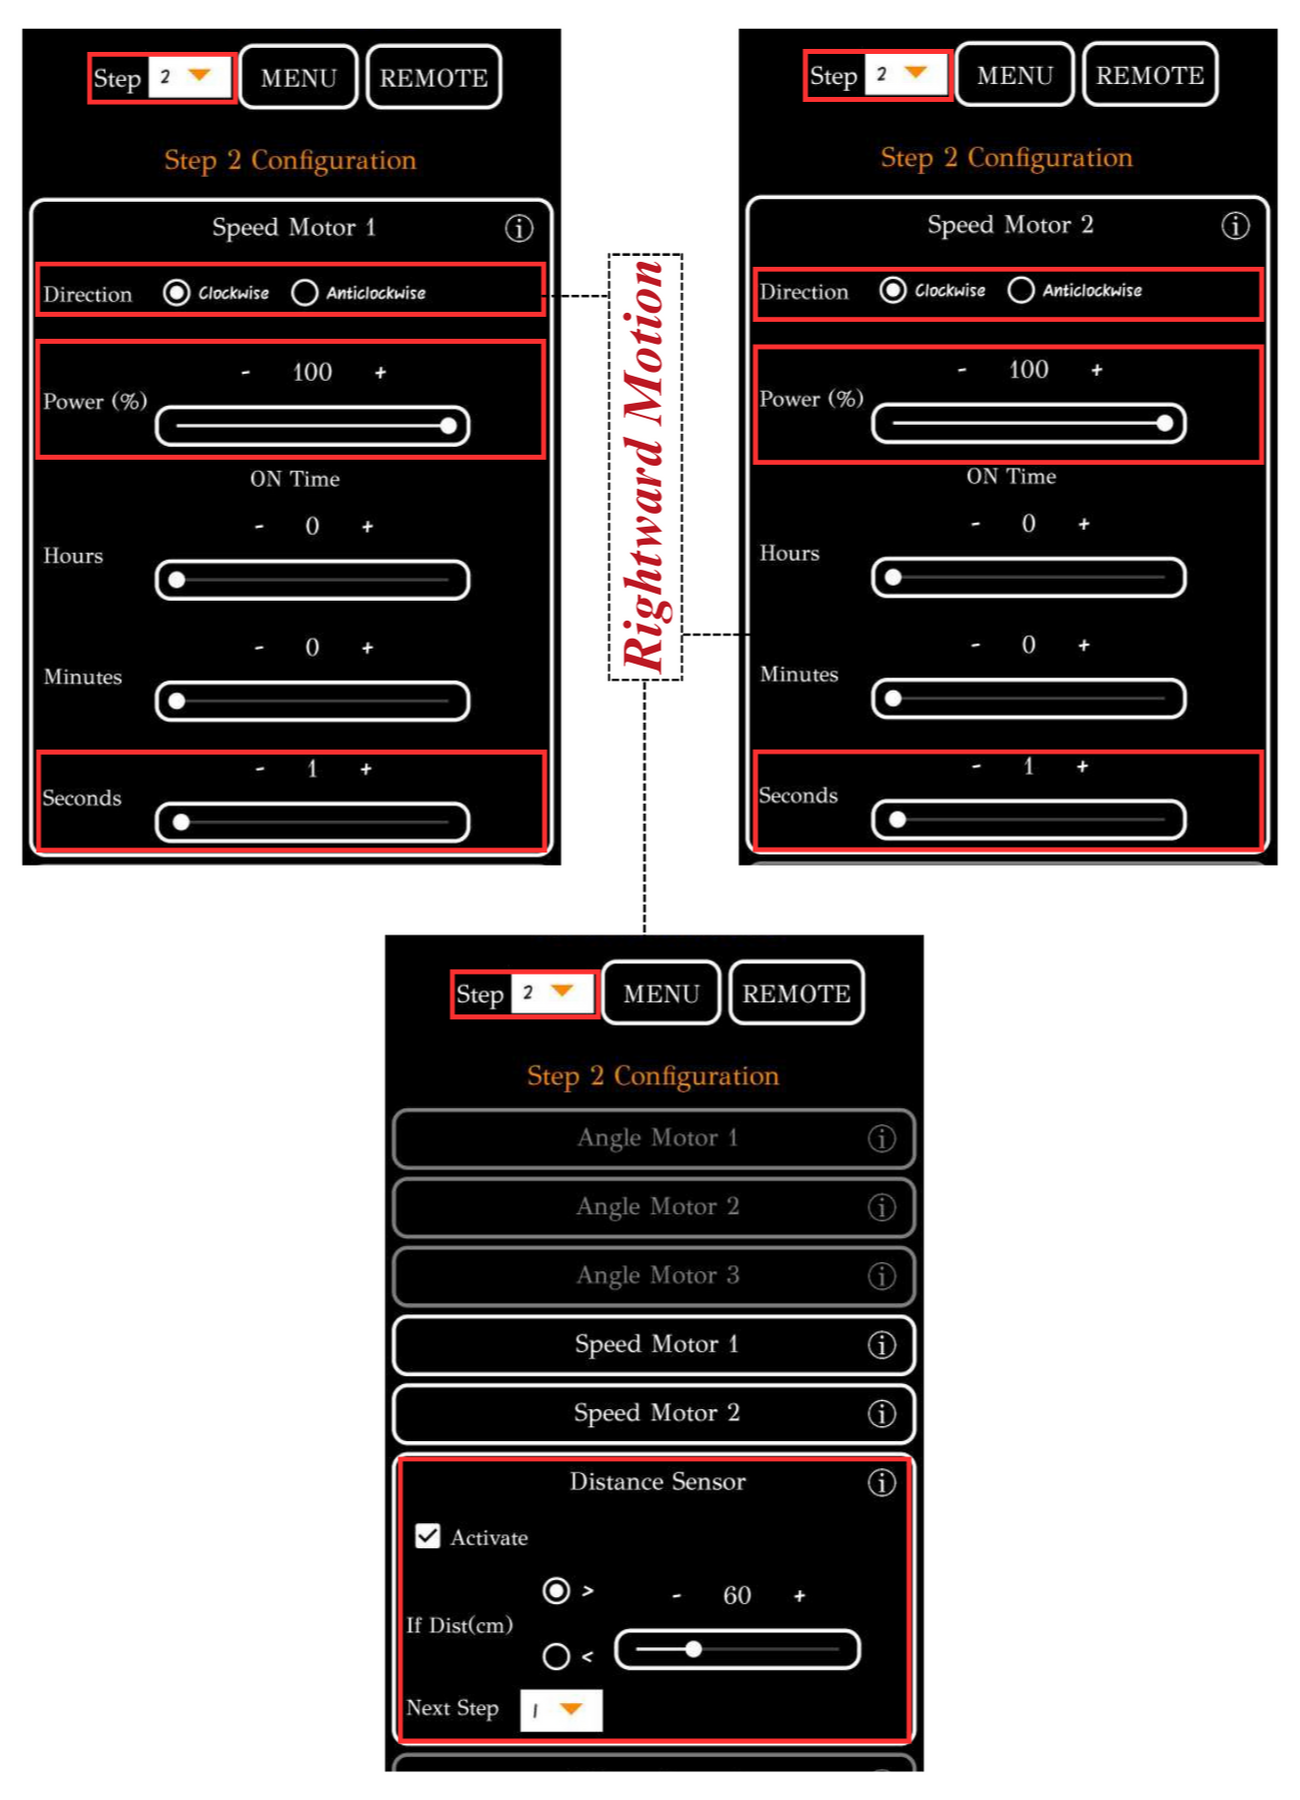 Step 2 MENU REMOTE
Step 2 Configuration
Speed Motor 1
Direction Clockwise Anticlockwise
- 100 +
Power (%)
ON Time
- 0 +
Hours
- 0 +
Minutes
- 1 +
Seconds
Rightward Motion
Step 2 MENU REMOTE
Step 2 Configuration
Speed Motor 2
Direction Clockwise Anticlockwise
- 100 +
Power (%)
ON Time
- 0 +
Hours
- 0 +
Minutes
- 1 +
Seconds
Step 2 MENU REMOTE
Step 2 Configuration
Angle Motor 1
Angle Motor 2
Angle Motor 3
Speed Motor 1
Speed Motor 2
Distance Sensor
Activate
> - 60 +
If Dist(cm)
<
Next Step 1